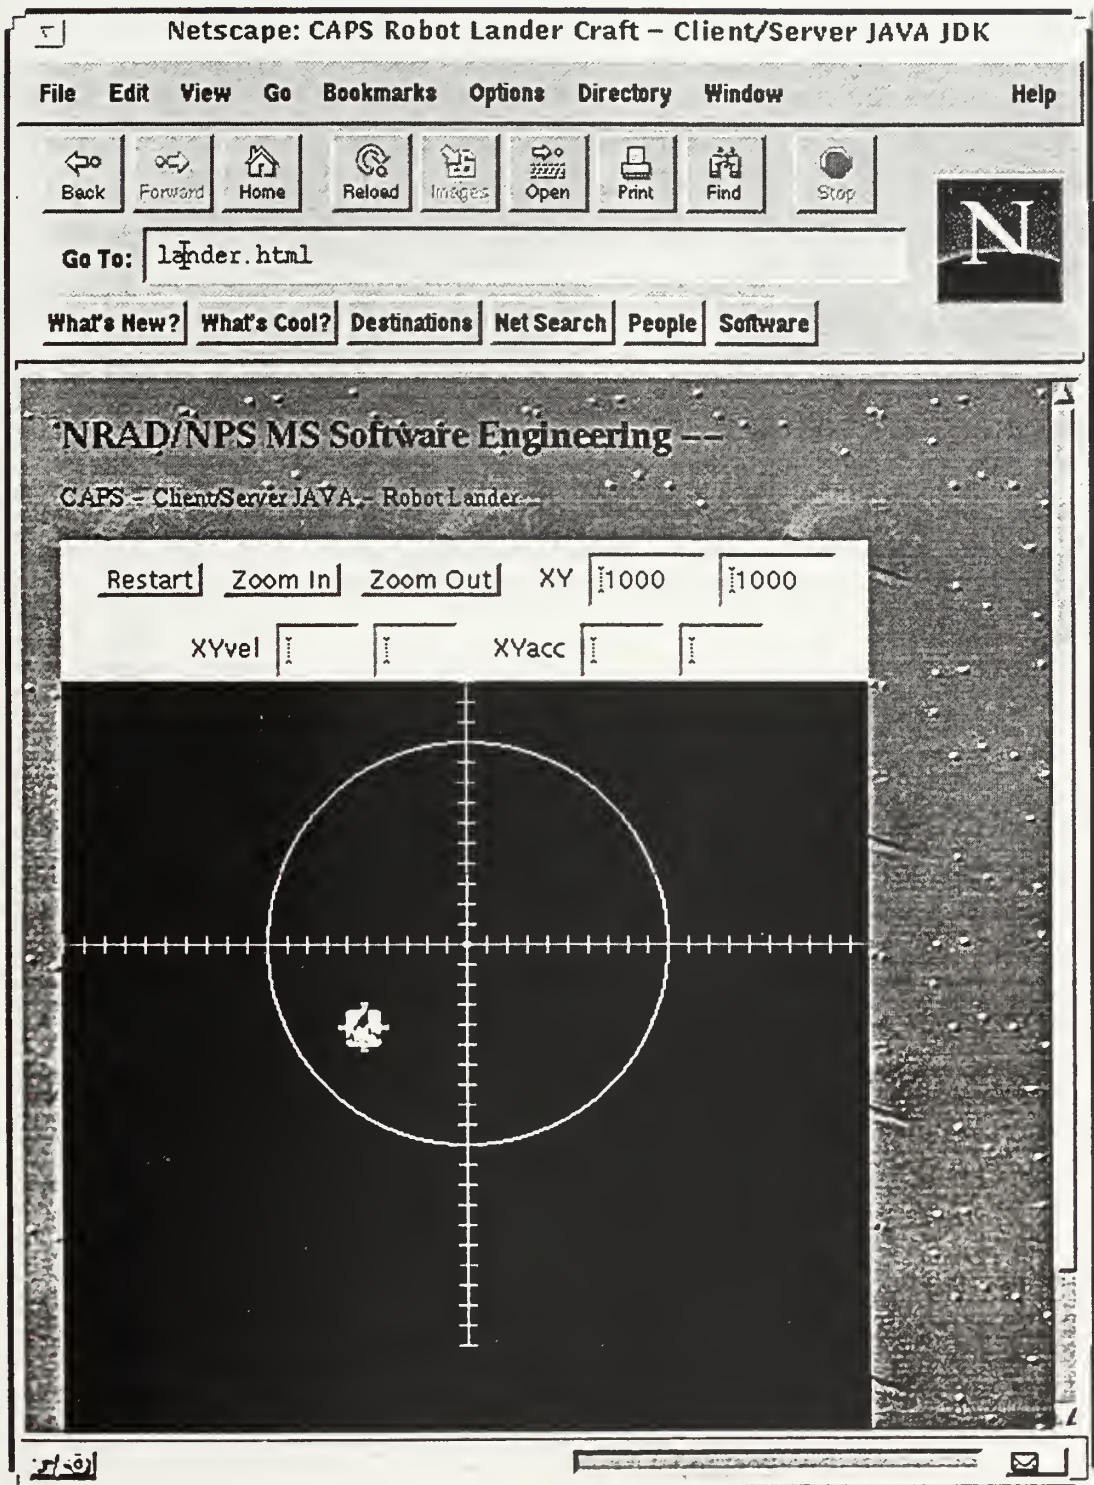 Netscape: CAPS Robot Lander Craft – Client/Server JAVA JDK
File Edit View Go Bookmarks Options Directory Window Help
Back Forward Home Reload Images Open Print Find Stop
Go To: lander.html
N
What's New? What's Cool? Destinations Net Search People Software
NRAD/NPS MS Software Engineering --
CAPS - Client/Server JAVA - Robot Lander
Restart Zoom In Zoom Out XY 1000 1000
XYvel XYacc